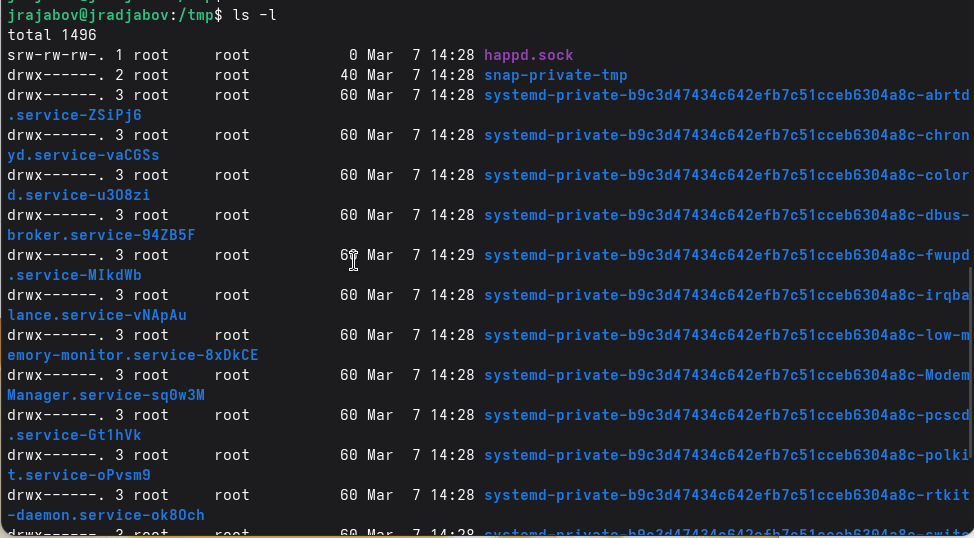 jrajabov@jradjabov:/tmp$ ls -l
total 1496
srw-rw-rw-. 1 root     root           0 Mar  7 14:28 happd.sock
drwx------. 2 root     root          40 Mar  7 14:28 snap-private-tmp
drwx------. 3 root     root          60 Mar  7 14:28 systemd-private-b9c3d47434c642efb7c51cceb6304a8c-abrtd
.service-ZSiPj6
drwx------. 3 root     root          60 Mar  7 14:28 systemd-private-b9c3d47434c642efb7c51cceb6304a8c-chron
yd.service-vaCGSs
drwx------. 3 root     root          60 Mar  7 14:28 systemd-private-b9c3d47434c642efb7c51cceb6304a8c-color
d.service-u3O8zi
drwx------. 3 root     root          60 Mar  7 14:28 systemd-private-b9c3d47434c642efb7c51cceb6304a8c-dbus-
broker.service-94ZB5F
drwx------. 3 root     root          60 Mar  7 14:29 systemd-private-b9c3d47434c642efb7c51cceb6304a8c-fwupd
.service-MIkdWb
drwx------. 3 root     root          60 Mar  7 14:28 systemd-private-b9c3d47434c642efb7c51cceb6304a8c-irqba
lance.service-vNApAu
drwx------. 3 root     root          60 Mar  7 14:28 systemd-private-b9c3d47434c642efb7c51cceb6304a8c-low-m
emory-monitor.service-8xDkCE
drwx------. 3 root     root          60 Mar  7 14:28 systemd-private-b9c3d47434c642efb7c51cceb6304a8c-Modem
Manager.service-sq0w3M
drwx------. 3 root     root          60 Mar  7 14:28 systemd-private-b9c3d47434c642efb7c51cceb6304a8c-pcscd
.service-Gt1hVk
drwx------. 3 root     root          60 Mar  7 14:28 systemd-private-b9c3d47434c642efb7c51cceb6304a8c-polki
t.service-oPvsm9
drwx------. 3 root     root          60 Mar  7 14:28 systemd-private-b9c3d47434c642efb7c51cceb6304a8c-rtkit
-daemon.service-ok8Och